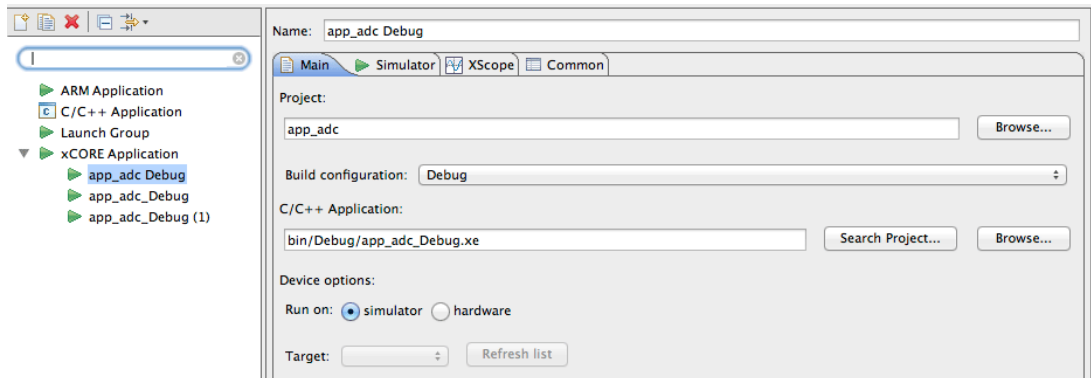 Name: app_adc Debug
Main Simulator XScope Common
ARM Application
C C/C++ Application
Launch Group
xCORE Application
app_adc Debug
app_adc_Debug
app_adc_Debug (1)
Project:
app_adc Browse...
Build configuration: Debug
C/C++ Application:
bin/Debug/app_adc_Debug.xe Search Project... Browse...
Device options:
Run on: simulator hardware
Target: Refresh list